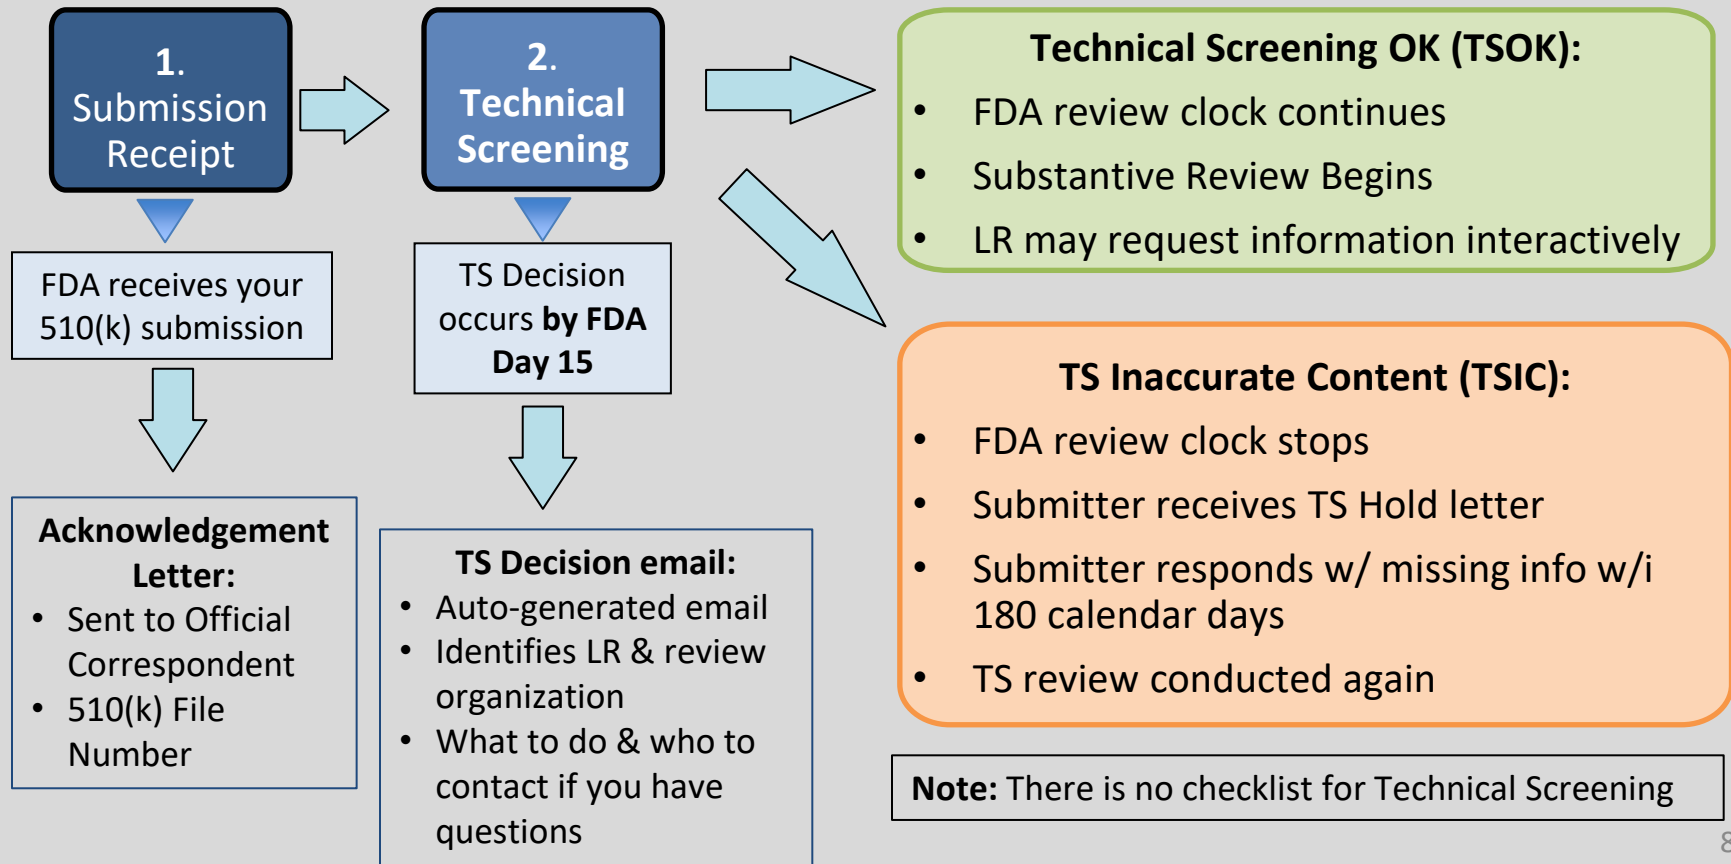 1.
Submission
Receipt
FDA receives your
510(k) submission
Acknowledgement
Letter:
• Sent to Official
Correspondent
• 510(k) File
Number
2.
Technical
Screening
TS Decision
occurs by FDA
Day 15
TS Decision email:
• Auto-generated email
• Identifies LR & review
organization
• What to do & who to
contact if you have
questions
Technical Screening OK (TSOK):
• FDA review clock continues
• Substantive Review Begins
• LR may request information interactively
TS Inaccurate Content (TSIC):
• FDA review clock stops
• Submitter receives TS Hold letter
• Submitter responds w/ missing info w/i
180 calendar days
• TS review conducted again
Note: There is no checklist for Technical Screening
8